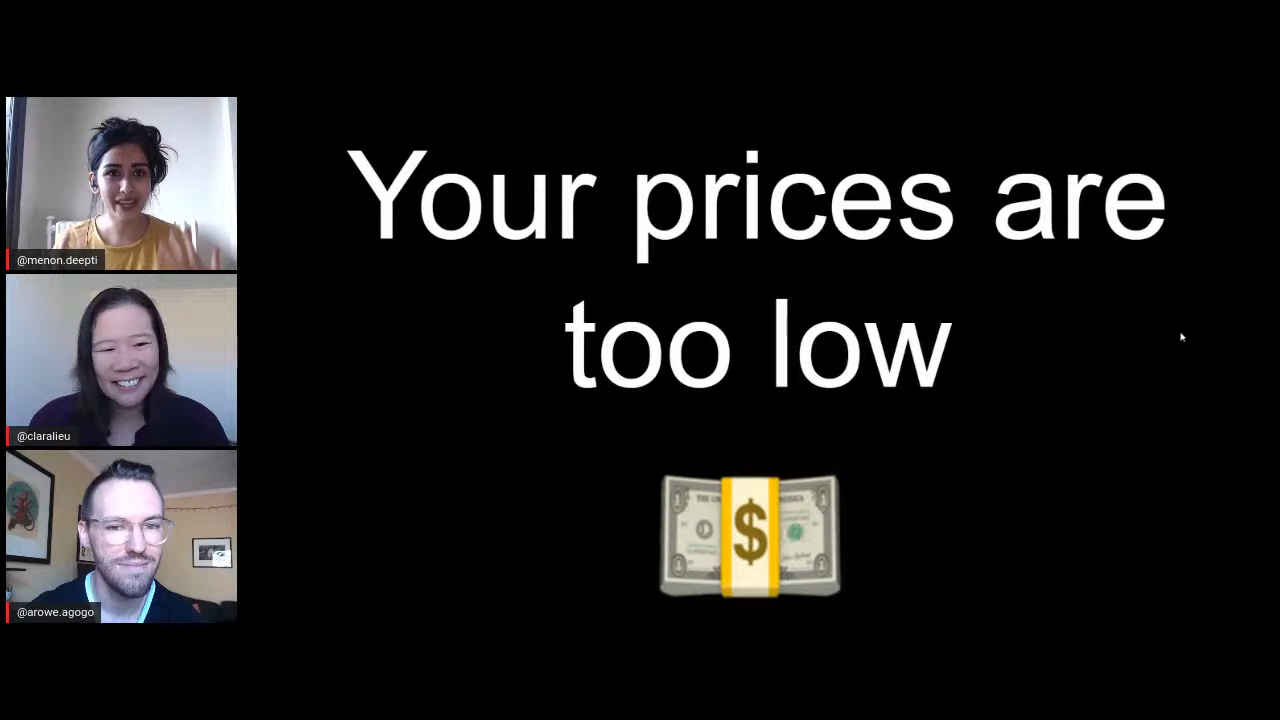 Your prices are
too low
$
@menon.deepti
@claralieu
@arowe.agogo